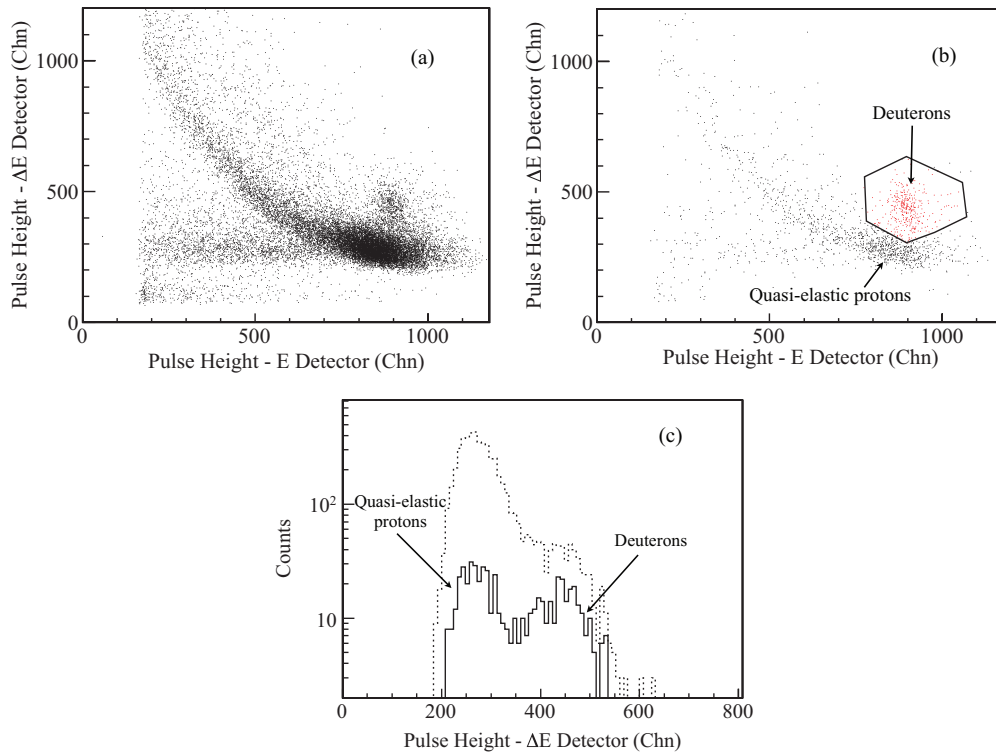 Pulse Height - ΔE Detector (Chn)
1000
500
0
(a)
0
500
1000
Pulse Height - E Detector (Chn)
Pulse Height - ΔE Detector (Chn)
1000
500
0
(b)
Deuterons
Quasi-elastic protons
0
500
1000
Pulse Height - E Detector (Chn)
Counts
10²
10
(c)
Quasi-elastic
protons
Deuterons
0
200
400
600
800
Pulse Height - ΔE Detector (Chn)